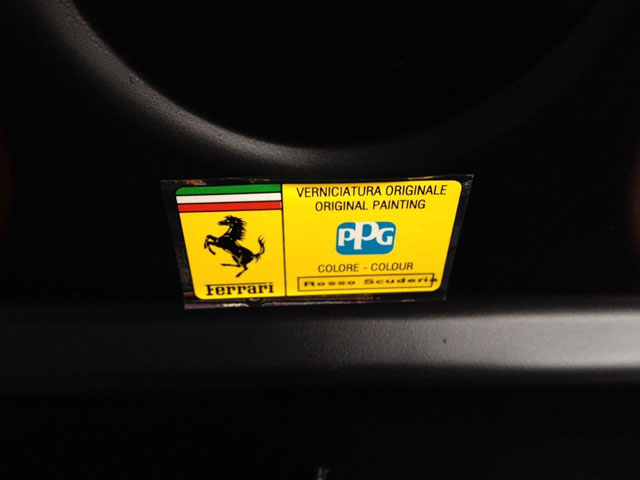 VERNICIATURA ORIGINALE
ORIGINAL PAINTING
PPG
COLORE - COLOUR
Rosso Scuderia
Ferrari